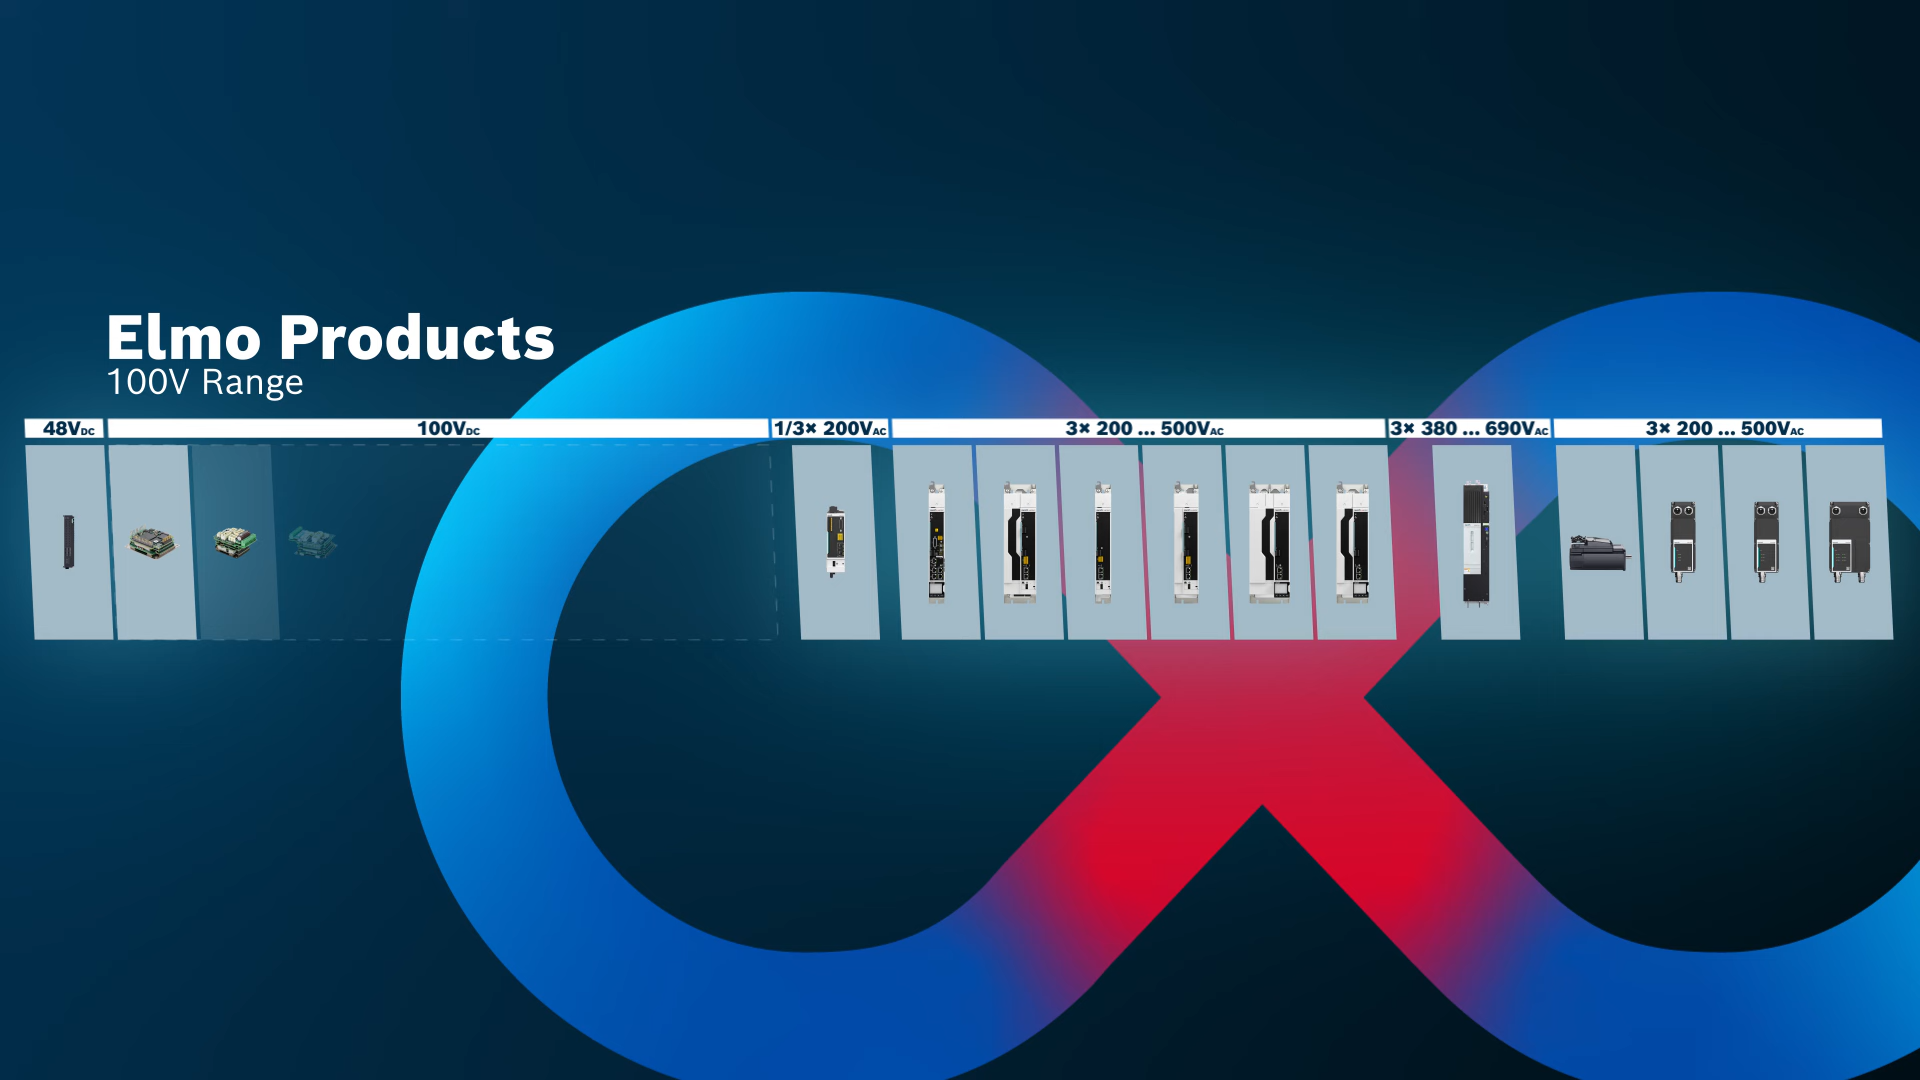 Elmo Products
100V Range
48VDC
100VDC
1/3× 200VAC
3× 200 ... 500VAC
3× 380 ... 690VAC
3× 200 ... 500VAC